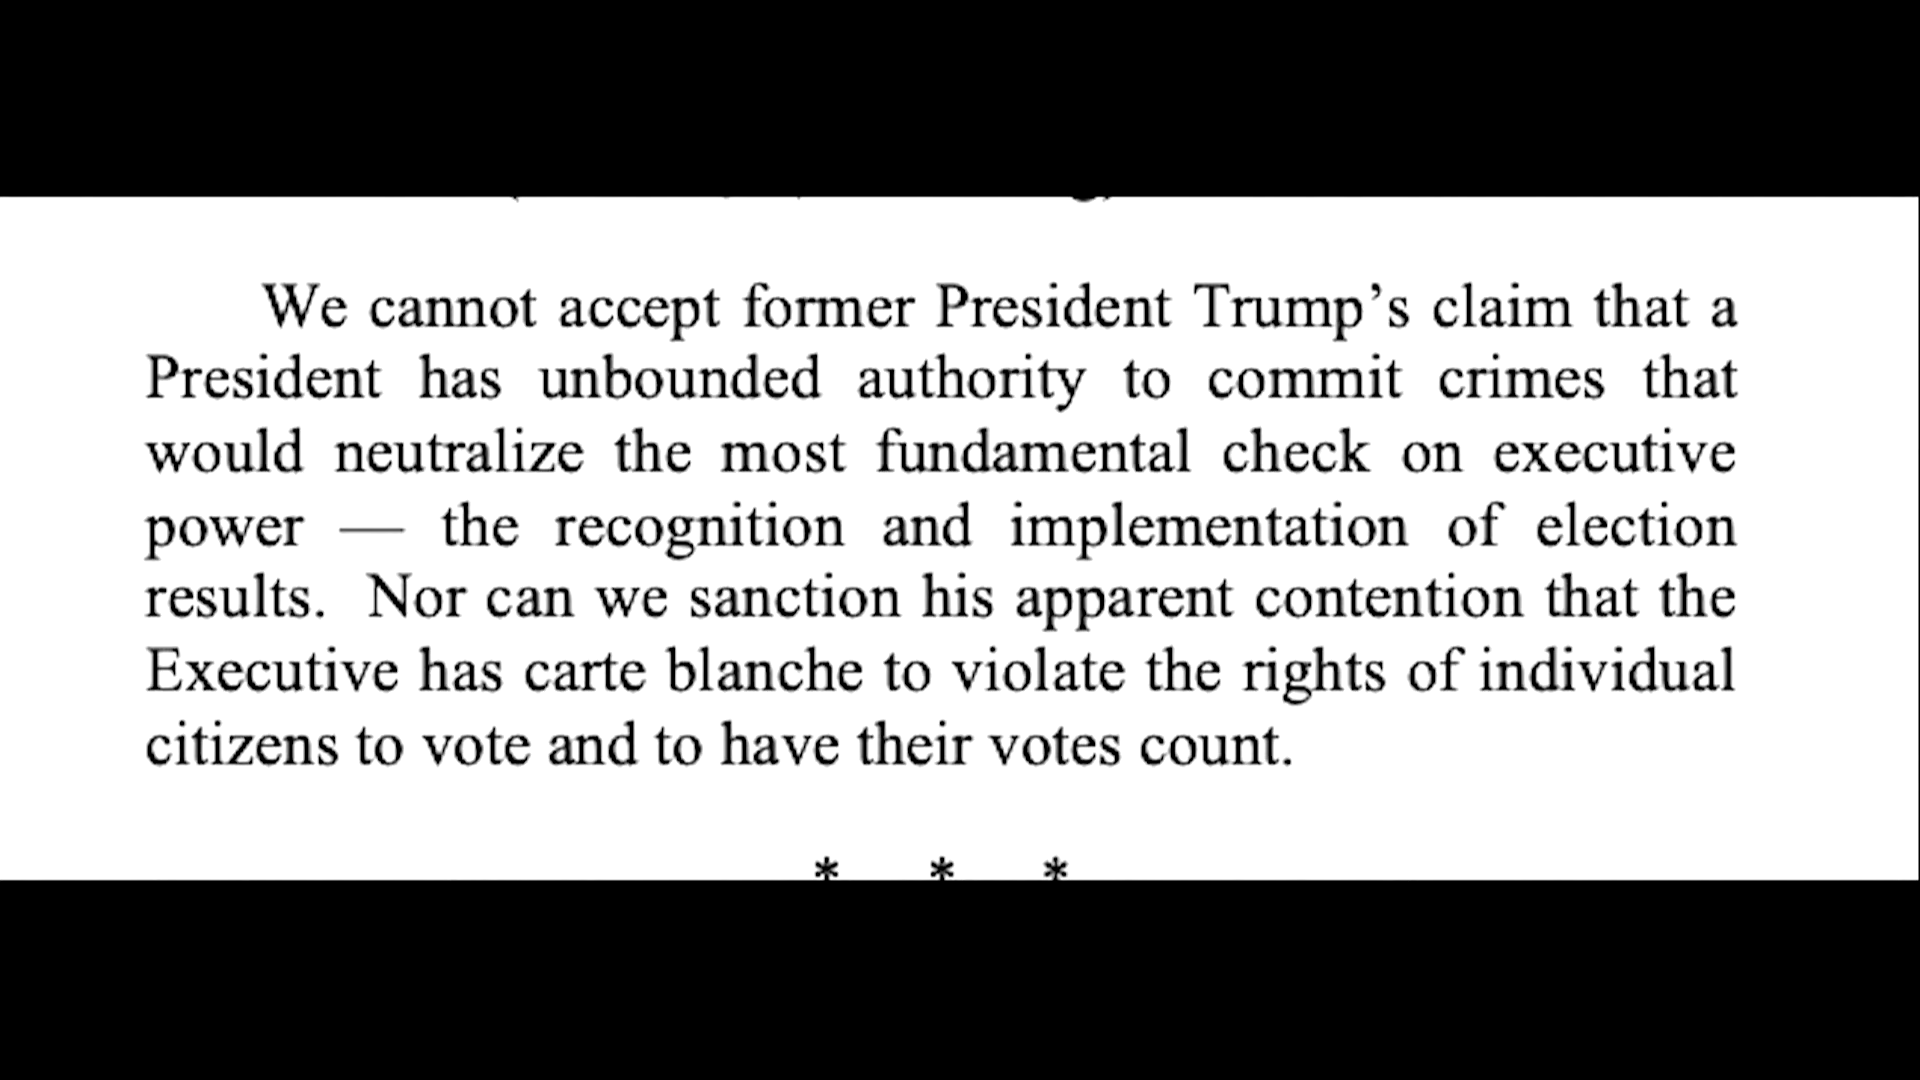 We cannot accept former President Trump’s claim that a
President has unbounded authority to commit crimes that
would neutralize the most fundamental check on executive
power — the recognition and implementation of election
results.  Nor can we sanction his apparent contention that the
Executive has carte blanche to violate the rights of individual
citizens to vote and to have their votes count.
* * *